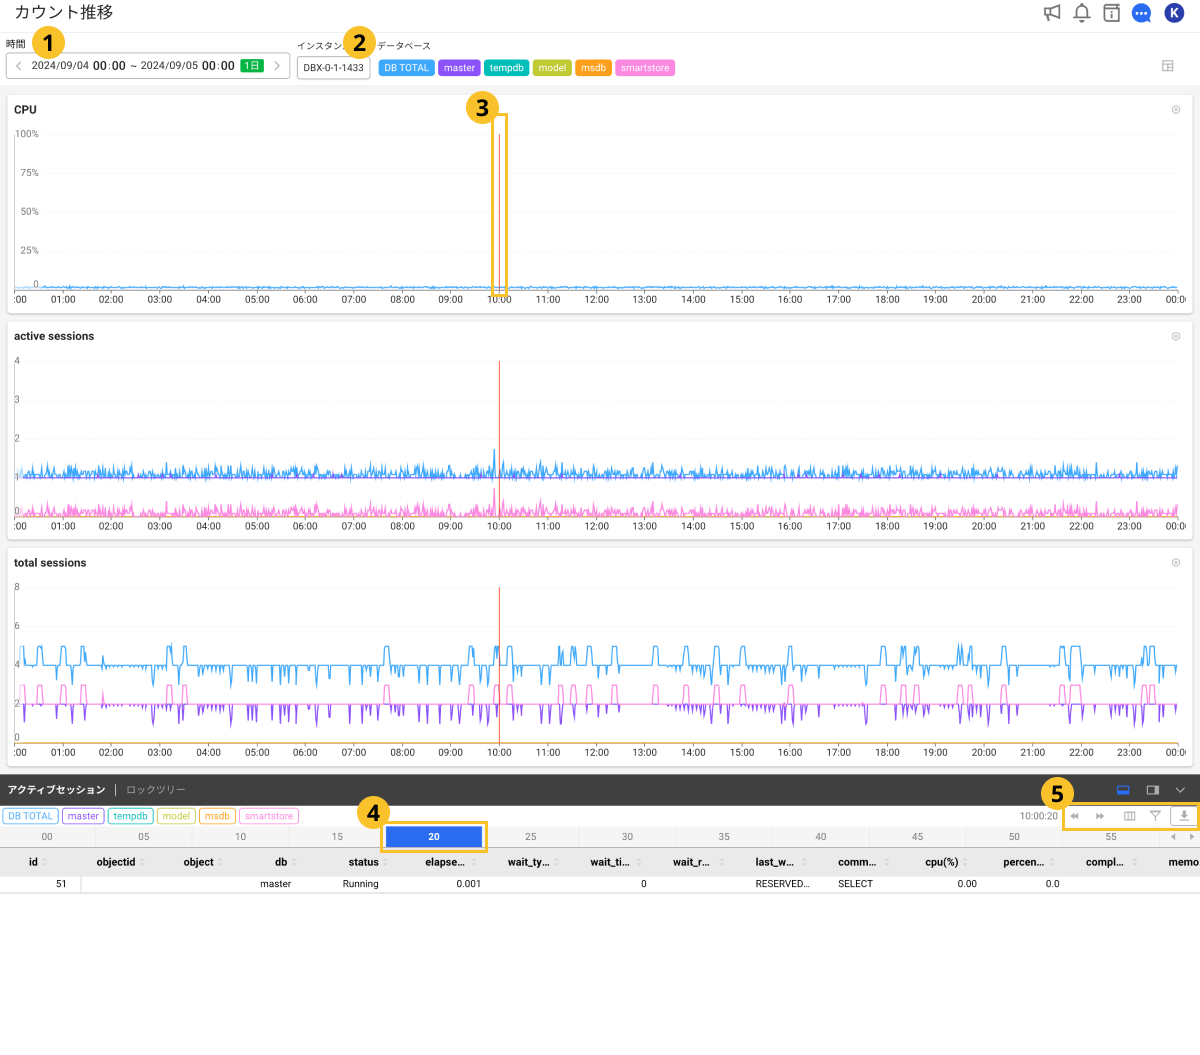 カウント推移
K
時間
1
インスタン
2
データベース
2024/09/04 00:00 ~ 2024/09/05 00:00 1日
DBX-0-1-1433
DB TOTAL master tempdb model msdb smartstore
3
CPU
100%
75%
50%
25%
0
:00 01:00 02:00 03:00 04:00 05:00 06:00 07:00 08:00 09:00 10:00 11:00 12:00 13:00 14:00 15:00 16:00 17:00 18:00 19:00 20:00 21:00 22:00 23:00 00:0
active sessions
4
3
2
1
0
:00 01:00 02:00 03:00 04:00 05:00 06:00 07:00 08:00 09:00 10:00 11:00 12:00 13:00 14:00 15:00 16:00 17:00 18:00 19:00 20:00 21:00 22:00 23:00 00:0
total sessions
8
6
4
2
0
:00 01:00 02:00 03:00 04:00 05:00 06:00 07:00 08:00 09:00 10:00 11:00 12:00 13:00 14:00 15:00 16:00 17:00 18:00 19:00 20:00 21:00 22:00 23:00 00:0
アクティブセッション | ロックツリー
5
DB TOTAL master tempdb model msdb smartstore
4
10:00:20
00 05 10 15 20 25 30 35 40 45 50 55
id objectid object db status elapse... wait_ty... wait_ti... wait_r... last_w... comm... cpu(%) percen... compl... memo
51 master Running 0.001 0 RESERVED... SELECT 0.00 0.0